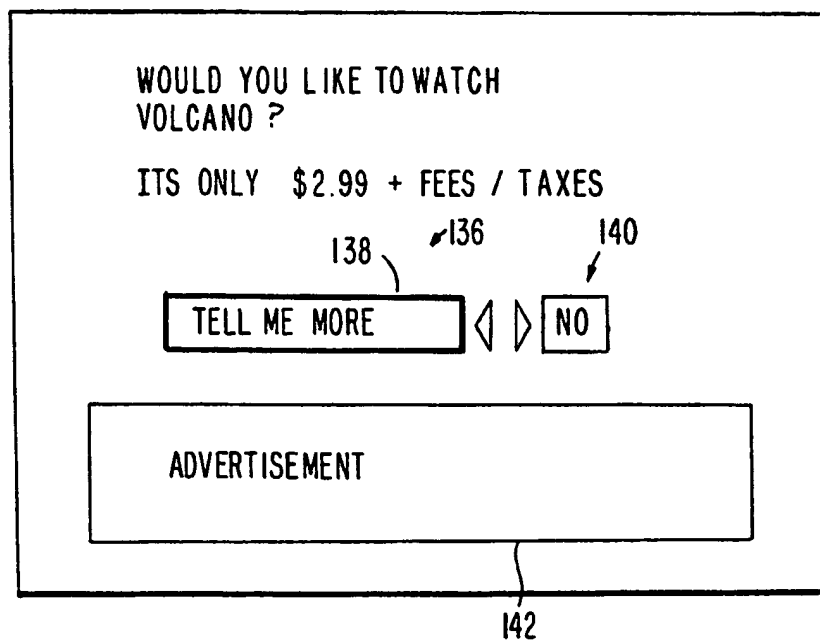 WOULD YOU LIKE TO WATCH
VOLCANO ?
ITS ONLY $2.99 + FEES / TAXES
138 136 140
TELL ME MORE NO
ADVERTISEMENT
142